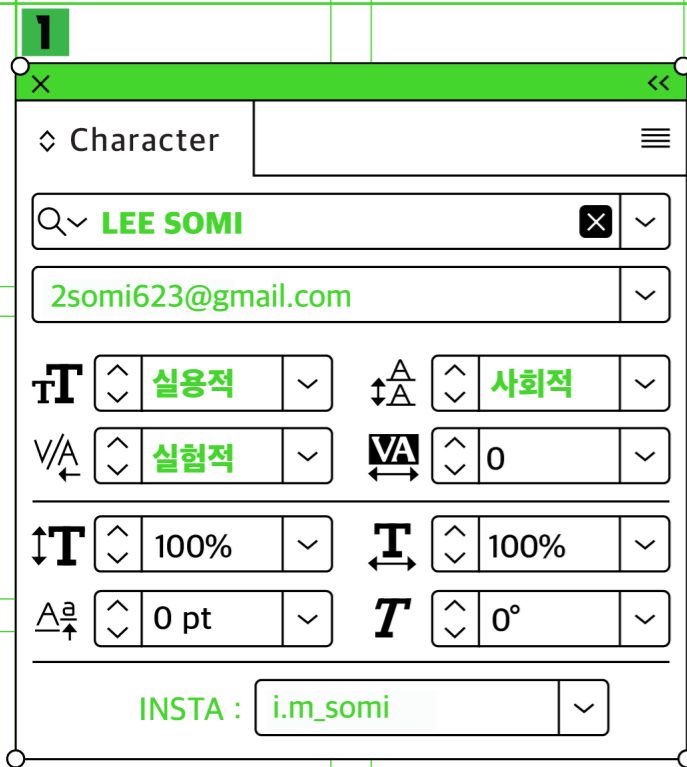 1
Character
LEE SOMI
2somi623@gmail.com
실용적 사회적
실험적 0
100% 100%
0 pt 0°
INSTA : i.m_somi